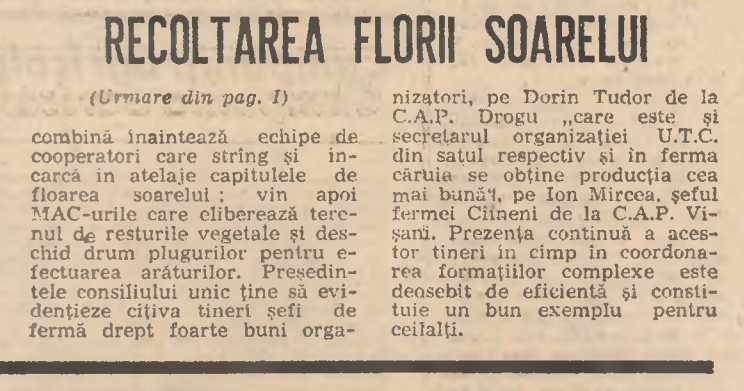 RECOLTAREA FLORII SOARELUI
(Urmare din pag. I)
combină înaintează echipe de
cooperatori care string și în-
carcă in atelaje capitulele de
floarea soarelui ; vin apoi
MAC-urile care eliberează tere-
nul de resturile vegetale și des-
chid drum plugurilor pentru e-
fectuarea arăturilor. Președin-
tele consiliului unic ține să evi-
dențieze cîțiva tineri șefi de
fermă drept foarte buni orga-
nizatori, pe Dorin Tudor de la
C.A.P. Drogu „care este și
secretarul organizației U.T.C.
din satul respectiv și în ferma
căruia se obține producția cea
mai bună", pe Ion Mircea, șeful
fermei Cîineni de la C.A.P. Vi-
șani. Prezența continuă a aces-
tor tineri în cîmp în coordona-
rea formațiilor complexe este
deosebit de eficientă și consti-
tuie un bun exemplu pentru
ceilalți.